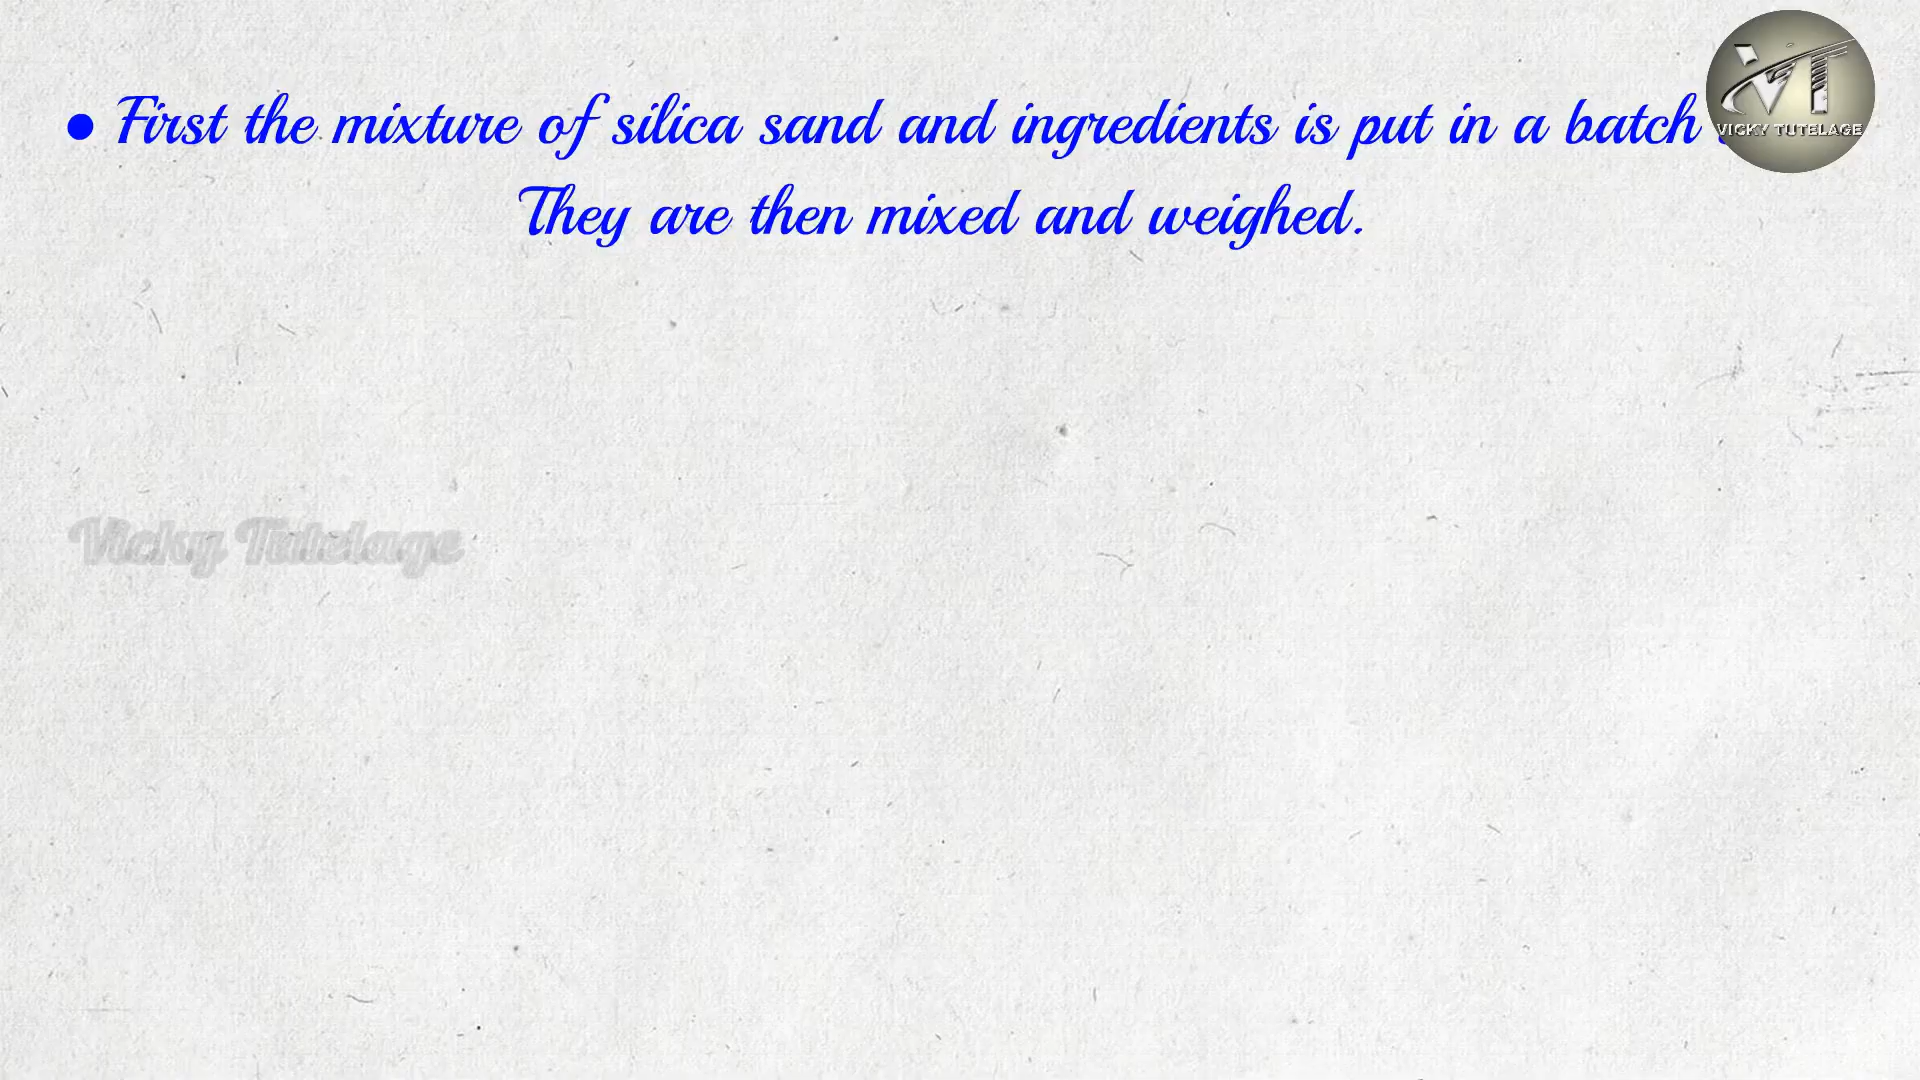 • First the mixture of silica sand and ingredients is put in a batch
They are then mixed and weighed.
VICKY TUTELAGE
Vicky Tutelage